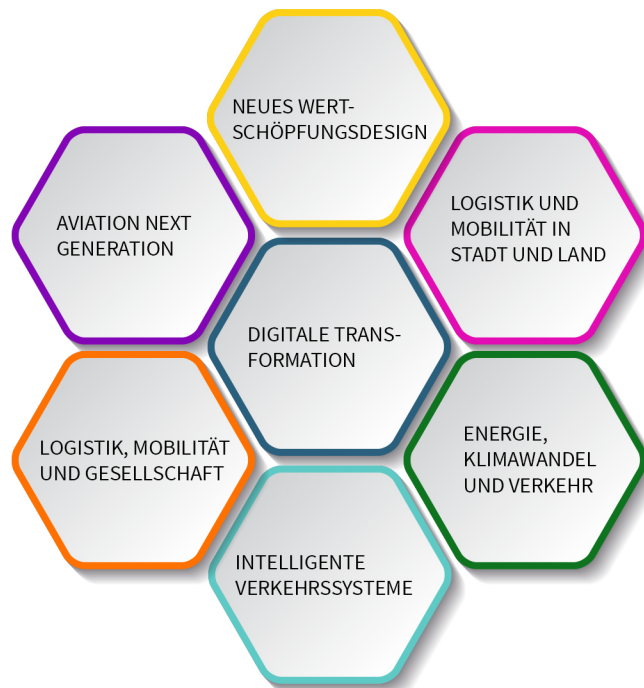 NEUES WERT-
SCHÖPFUNGSDESIGN
AVIATION NEXT
GENERATION
LOGISTIK UND
MOBILITÄT IN
STADT UND LAND
DIGITALE TRANS-
FORMATION
LOGISTIK, MOBILITÄT
UND GESELLSCHAFT
ENERGIE,
KLIMAWANDEL
UND VERKEHR
INTELLIGENTE
VERKEHRSSYSTEME